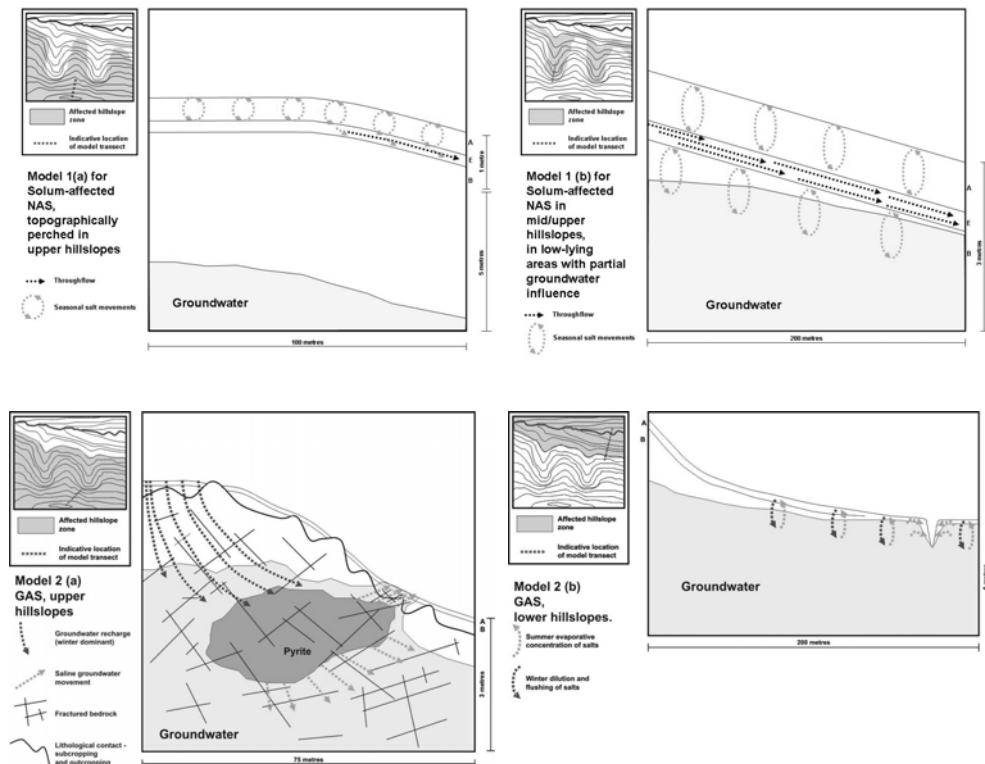 Affected hillslope
zone
Indicative location
of model transect
Model 1(a) for
Solum-affected
NAS,
topographically
perched in
upper hillslopes
Throughflow
Seasonal salt movements
Groundwater
A
E
B
1 metre
5 metres
100 metres
Affected hillslope
zone
Indicative location
of model transect
Model 1 (b) for
Solum-affected
NAS in
mid/upper
hillslopes,
in low-lying
areas with partial
groundwater
influence
Throughflow
Seasonal salt movements
Groundwater
A
E
B
3 metres
200 metres
Affected hillslope
zone
Indicative location
of model transect
Model 2 (a)
GAS, upper
hillslopes
Groundwater recharge
(winter dominant)
Saline groundwater
movement
Fractured bedrock
Lithological contact -
subcropping
and outcropping
Pyrite
Groundwater
A
B
3 metres
75 metres
Affected hillslope
zone
Indicative location
of model transect
Model 2 (b)
GAS,
lower hillslopes.
Summer evaporative
concentration of salts
Winter dilution and
flushing of salts
A
B
Groundwater
200 metres